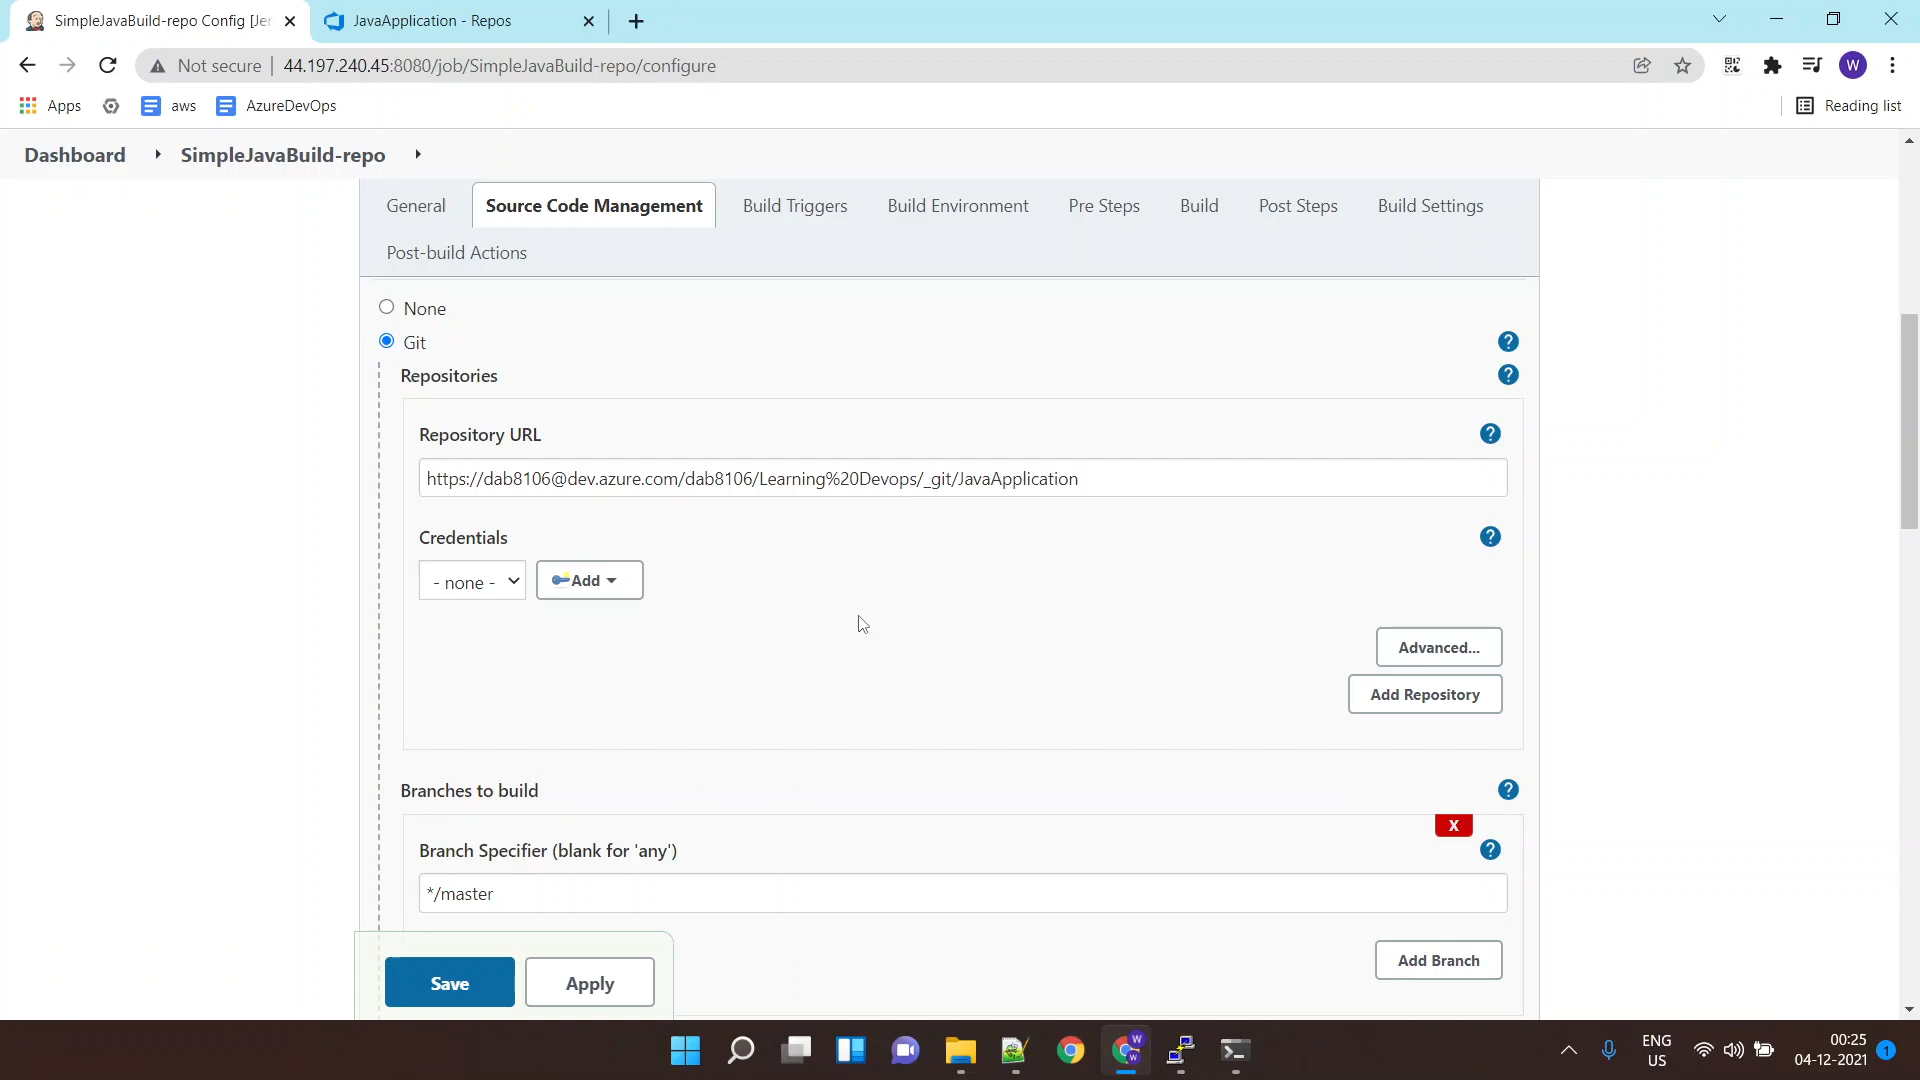 SimpleJavaBuild-repo Config [Jer
JavaApplication - Repos
Not secure
44.197.240.45:8080/job/SimpleJavaBuild-repo/configure
W
Apps
aws
AzureDevOps
Reading list
Dashboard
SimpleJavaBuild-repo
General
Source Code Management
Build Triggers
Build Environment
Pre Steps
Build
Post Steps
Build Settings
Post-build Actions
None
Git
?
Repositories
?
Repository URL
?
https://dab8106@dev.azure.com/dab8106/Learning%20Devops/_git/JavaApplication
Credentials
?
- none -
Add
Advanced...
Add Repository
Branches to build
?
X
Branch Specifier (blank for 'any')
?
*/master
Add Branch
Save
Apply
W
W
ENG
US
00:25
04-12-2021
1